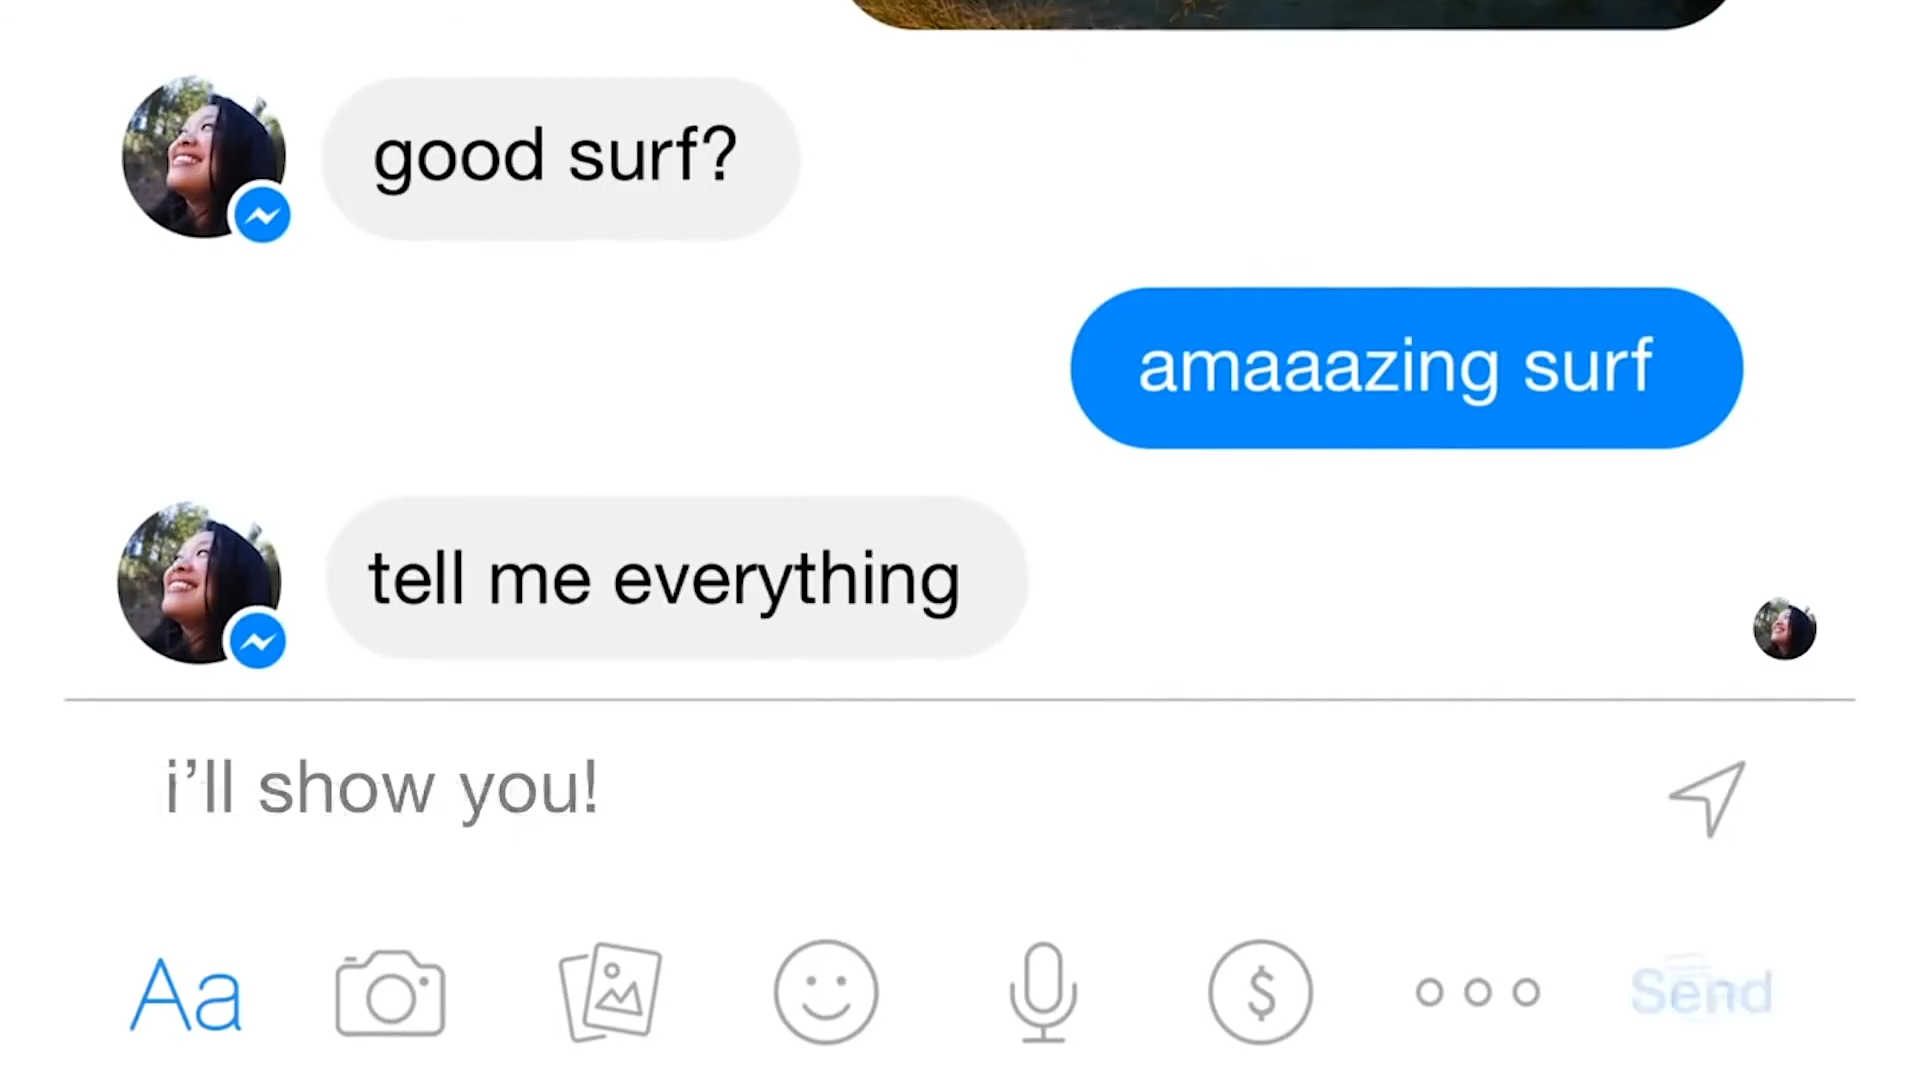 good surf?
amaaazing surf
tell me everything
i’ll show you!
Aa
$
Send